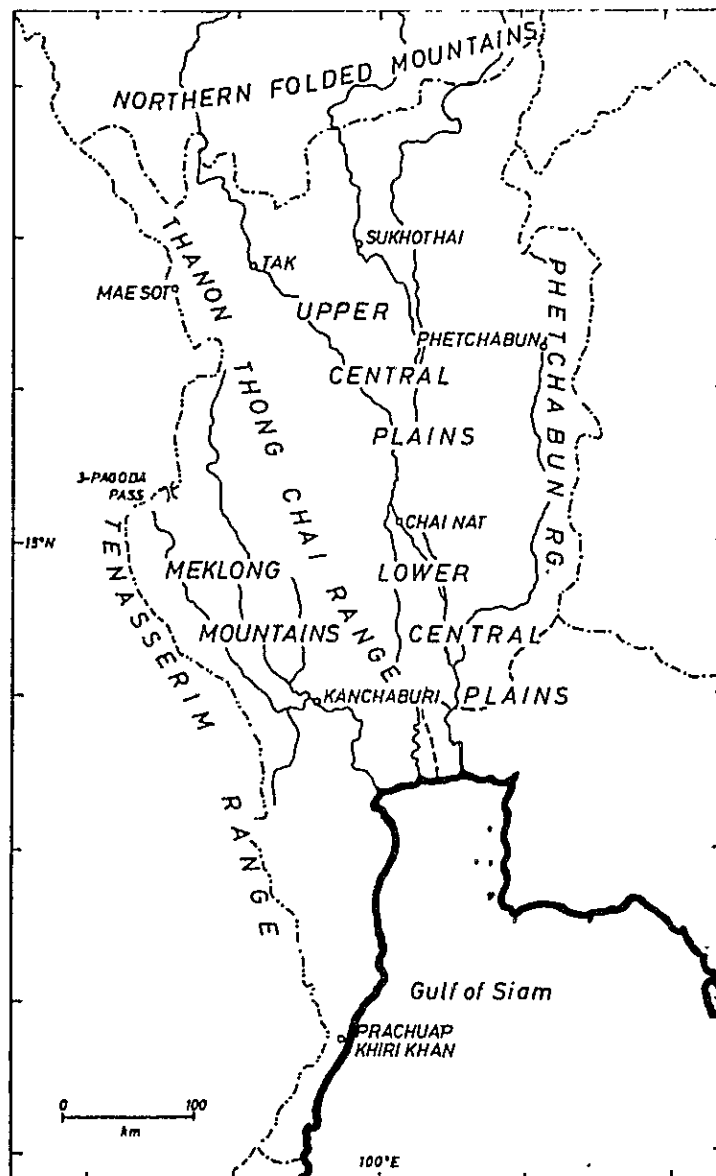 NORTHERN FOLDED MOUNTAINS
SUKHOTHAI
TAK
THANON THONG CHAI RANGE
MAE SOT
UPPER
CENTRAL
PLAINS
PHETCHABUN
PHETCHABUN RG.
3-PAGODA
PASS
CHAI NAT
15°N
TENASSERIM RANGE
MEKLONG
MOUNTAINS
LOWER
CENTRAL
PLAINS
KANCHABURI
Gulf of Siam
PRACHUAP
KHIRI KHAN
0 100
km
100°E